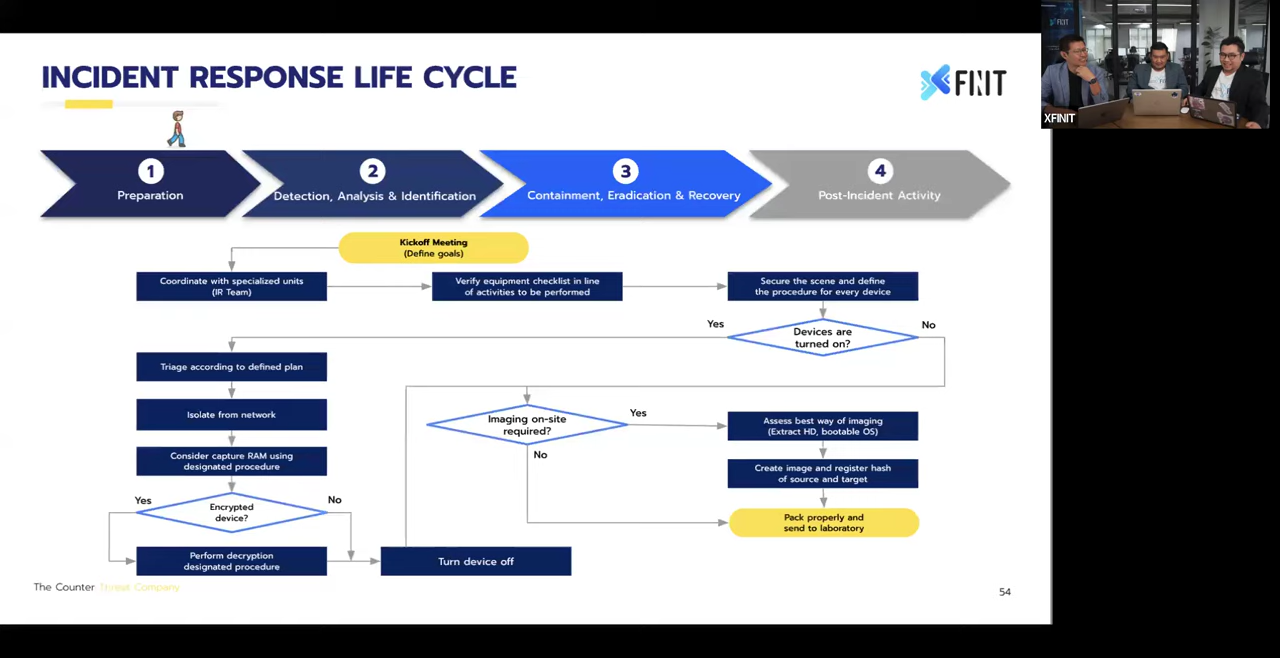 INCIDENT RESPONSE LIFE CYCLE
XFINIT
XFINIT
1
Preparation
2
Detection, Analysis & Identification
3
Containment, Eradication & Recovery
4
Post-Incident Activity
Kickoff Meeting
(Define goals)
Coordinate with specialized units
(IR Team)
Verify equipment checklist in line
of activities to be performed
Secure the scene and define
the procedure for every device
Yes
Devices are
turned on?
No
Triage according to defined plan
Isolate from network
Consider capture RAM using
designated procedure
Yes
Encrypted
device?
No
Perform decryption
designated procedure
Turn device off
Imaging on-site
required?
Yes
No
Assess best way of imaging
(Extract HD, bootable OS)
Create image and register hash
of source and target
Pack properly and
send to laboratory
The Counter Threat Company
54